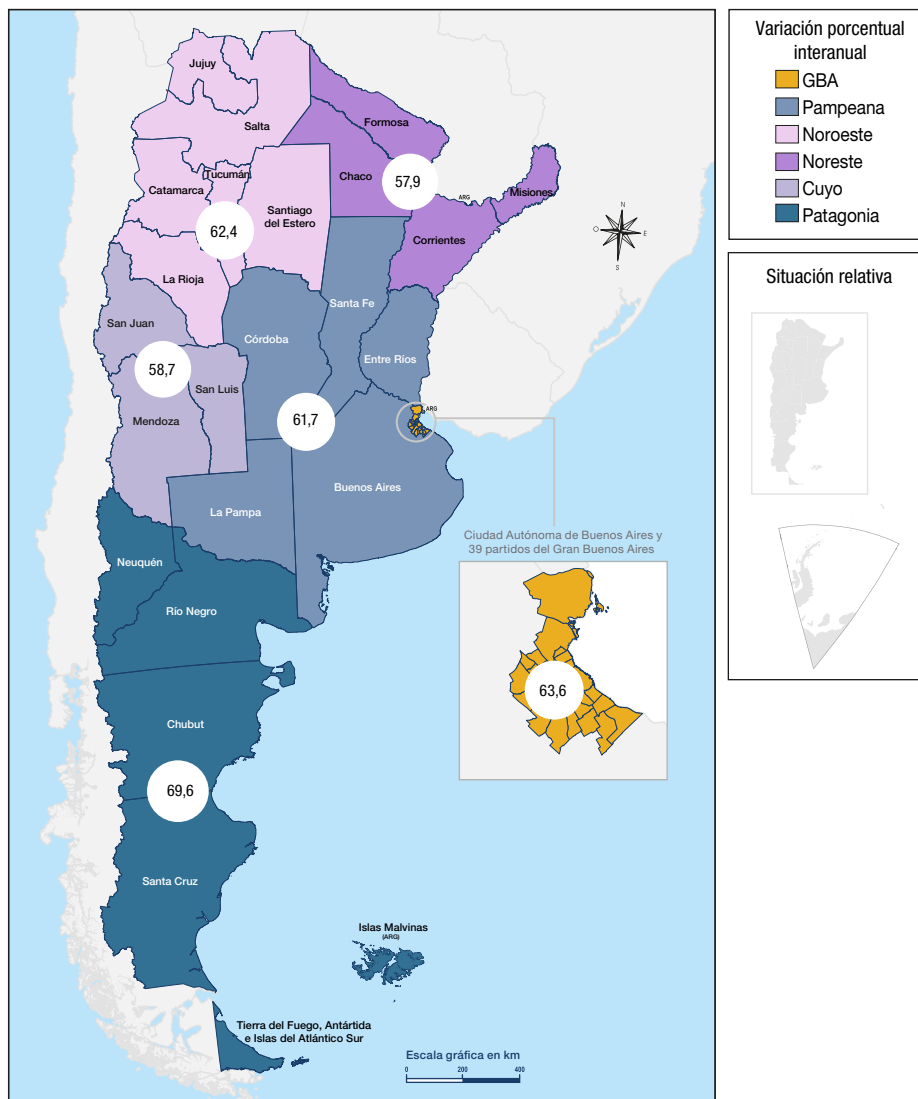 Jujuy
Salta
Formosa
Chaco
57,9
ARG
Misiones
Corrientes
Tucumán
Catamarca
Santiago
del Estero
62,4
La Rioja
San Juan
58,7
San Luis
Mendoza
Córdoba
Santa Fe
Entre Ríos
61,7
ARG
Buenos Aires
La Pampa
Ciudad Autónoma de Buenos Aires y
39 partidos del Gran Buenos Aires
63,6
Neuquén
Río Negro
Chubut
69,6
Santa Cruz
Islas Malvinas
(ARG)
Tierra del Fuego, Antártida
e Islas del Atlántico Sur
Escala gráfica en km
0 200 400
N
O E
S
Variación porcentual
interanual
GBA
Pampeana
Noroeste
Noreste
Cuyo
Patagonia
Situación relativa